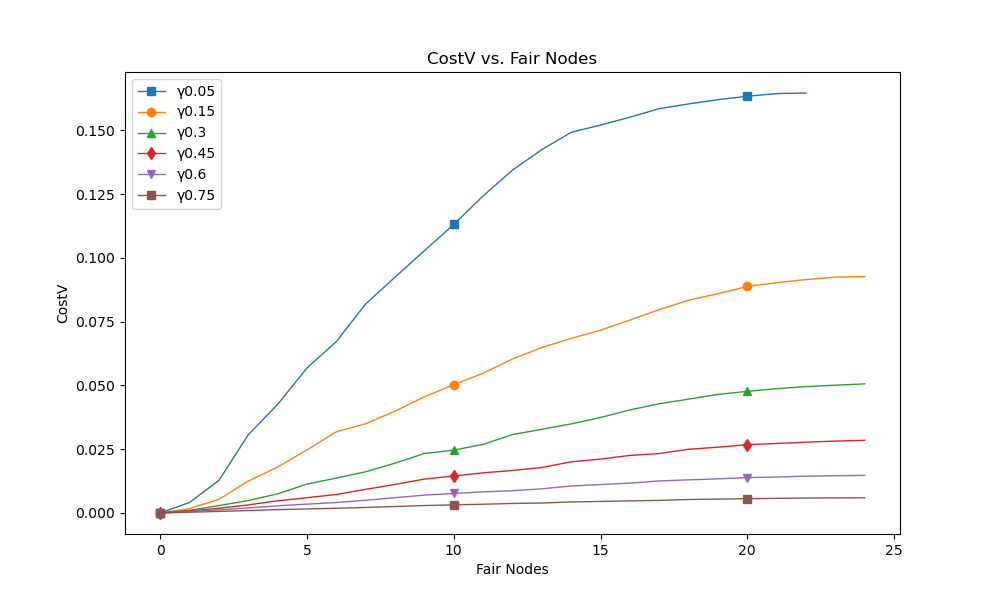 CostV vs. Fair Nodes
γ0.05
γ0.15
γ0.3
γ0.45
γ0.6
γ0.75
CostV
0.150
0.125
0.100
0.075
0.050
0.025
0.000
0 5 10 15 20 25
Fair Nodes